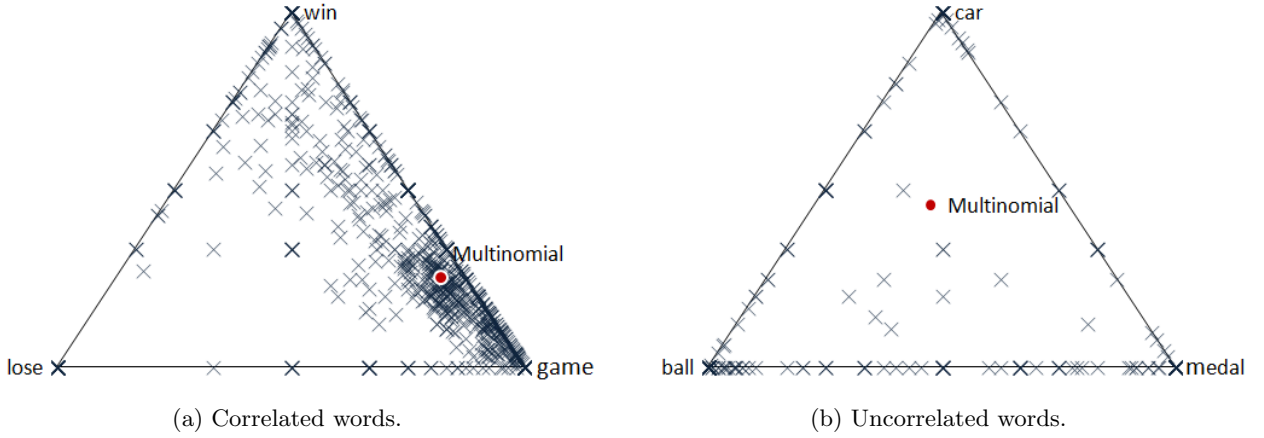 win
Multinomial
lose
game
(a) Correlated words.
car
Multinomial
ball
medal
(b) Uncorrelated words.